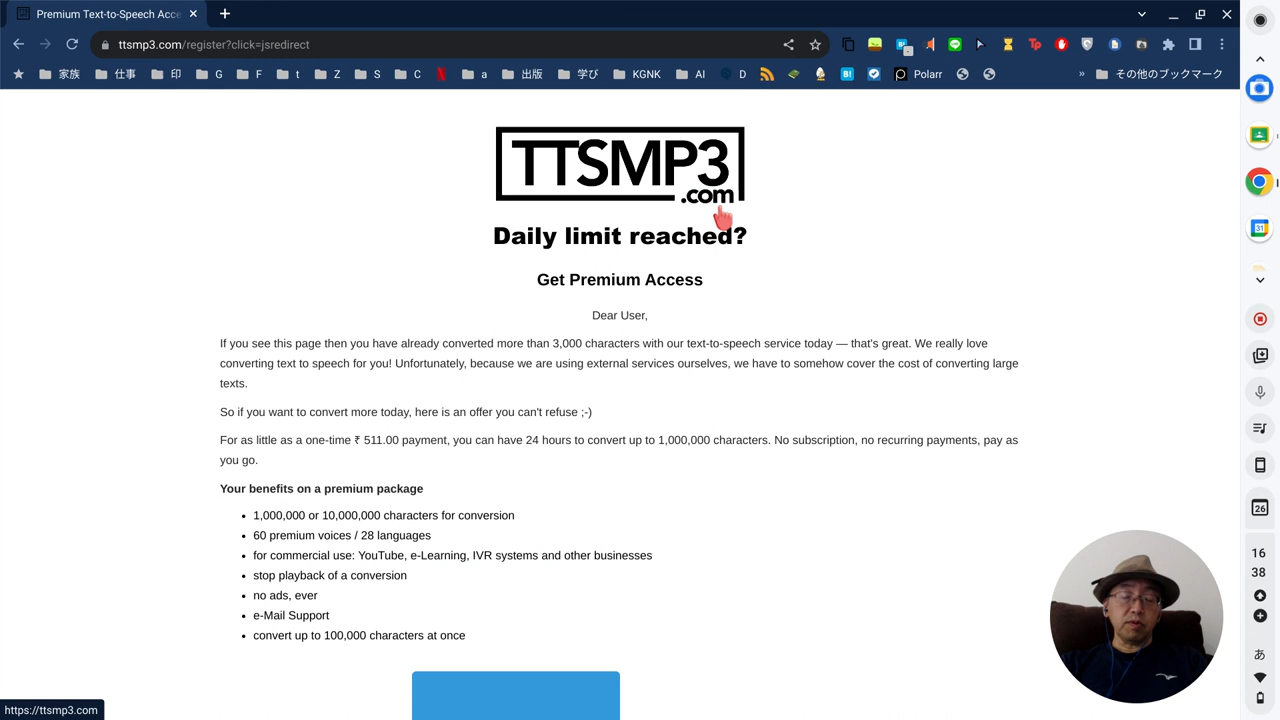 Premium Text-to-Speech Acce
ttsmp3.com/register?click=jsredirect
家族 仕事 印 G F t Z S C a 出版 学び KGNK AI D B! Polarr » その他のブックマーク
TTSMP3
.com
Daily limit reached?
Get Premium Access
Dear User,
If you see this page then you have already converted more than 3,000 characters with our text-to-speech service today — that's great. We really love
converting text to speech for you! Unfortunately, because we are using external services ourselves, we have to somehow cover the cost of converting large
texts.
So if you want to convert more today, here is an offer you can't refuse ;-)
For as little as a one-time ₹ 511.00 payment, you can have 24 hours to convert up to 1,000,000 characters. No subscription, no recurring payments, pay as
you go.
Your benefits on a premium package
• 1,000,000 or 10,000,000 characters for conversion
• 60 premium voices / 28 languages
• for commercial use: YouTube, e-Learning, IVR systems and other businesses
• stop playback of a conversion
• no ads, ever
• e-Mail Support
• convert up to 100,000 characters at once
https://ttsmp3.com
31
26
16
38
あ